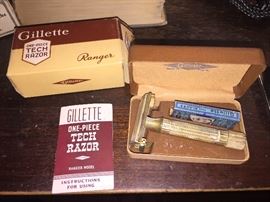 Gillette
ONE-PIECE
TECH
RAZOR
Ranger
GILLETTE
ONE-PIECE
TECH
RAZOR
RANGER MODEL
INSTRUCTIONS
FOR USING